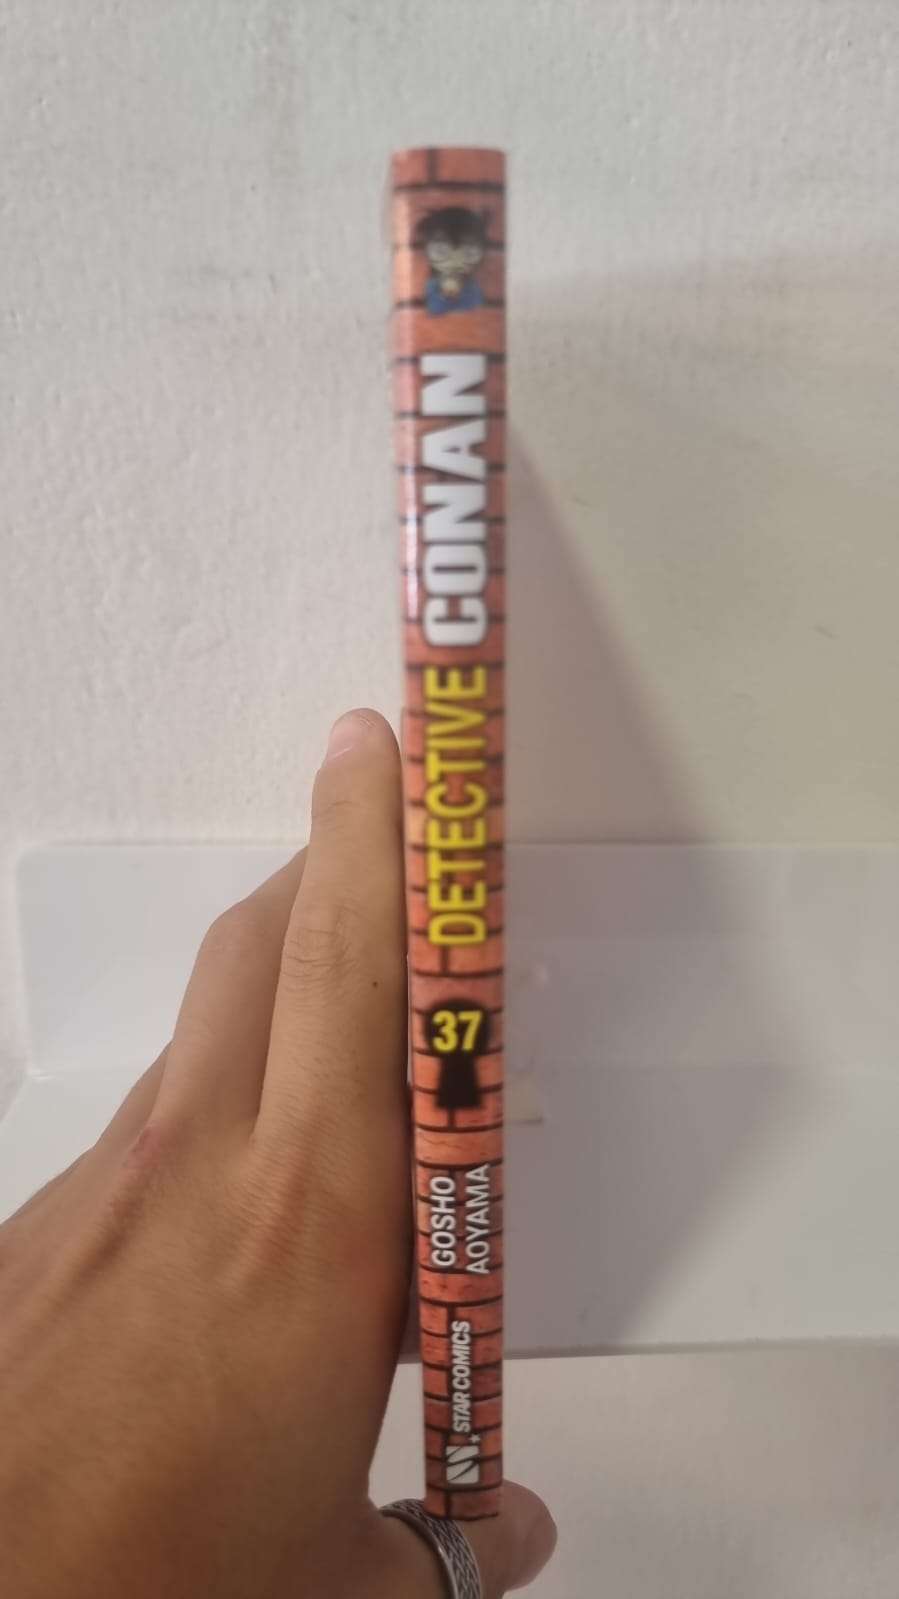 DETECTIVE CONAN
37
GOSHO
AOYAMA
STAR COMICS